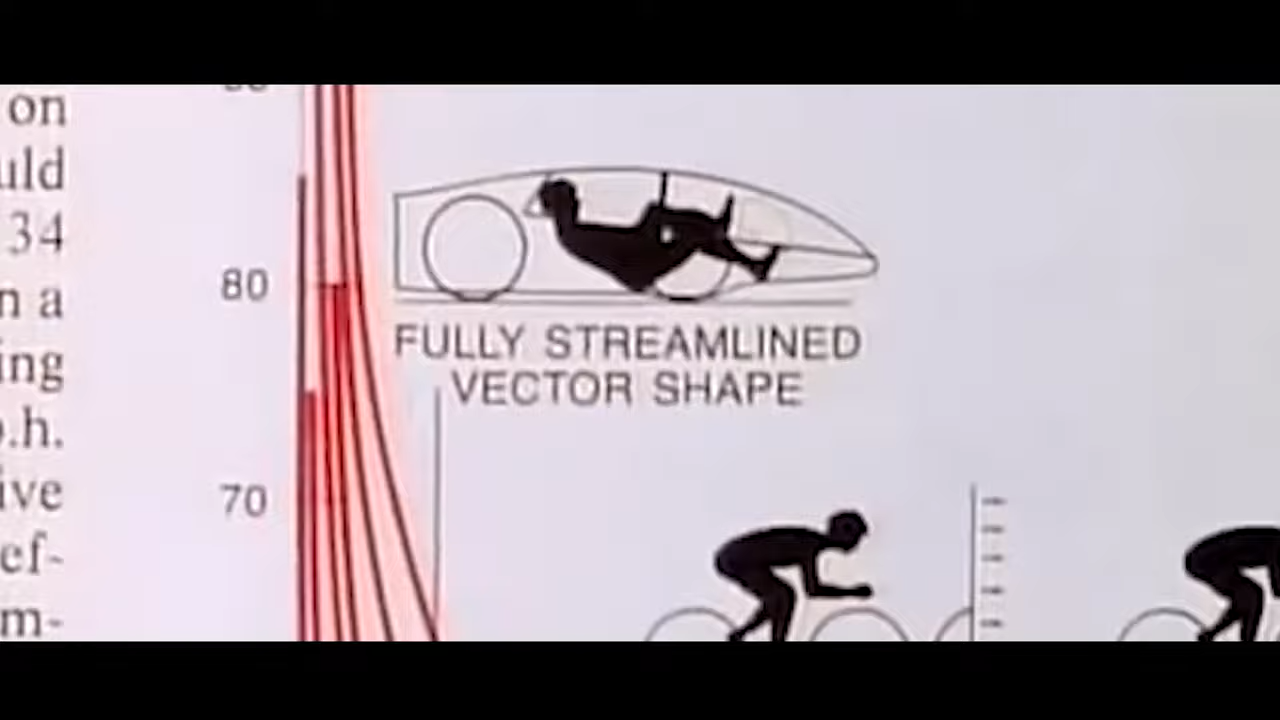 on
uld
34
n a
ing
.h.
ive
ef-
m-
80
70
FULLY STREAMLINED
VECTOR SHAPE